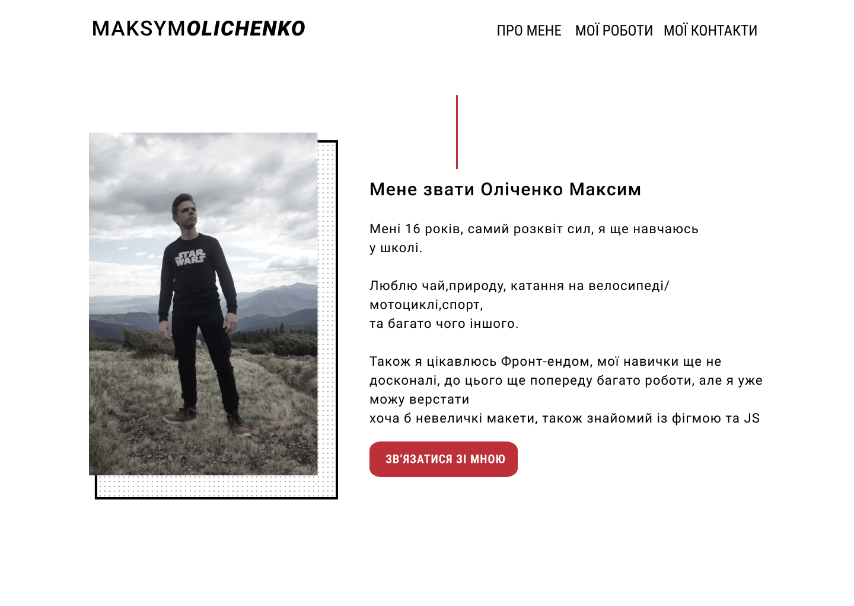 MAKSYMOLICHENKO
ПРО МЕНЕ МОЇ РОБОТИ МОЇ КОНТАКТИ
STAR WARS
Мене звати Оліченко Максим
Мені 16 років, самий розквіт сил, я ще навчаюсь
у школі.
Люблю чай,природу, катання на велосипеді/
мотоциклі,спорт,
та багато чого іншого.
Також я цікавлюсь Фронт-ендом, мої навички ще не
досконалі, до цього ще попереду багато роботи, але я уже
можу верстати
хоча б невеличкі макети, також знайомий із фігмою та JS
ЗВ'ЯЗАТИСЯ ЗІ МНОЮ